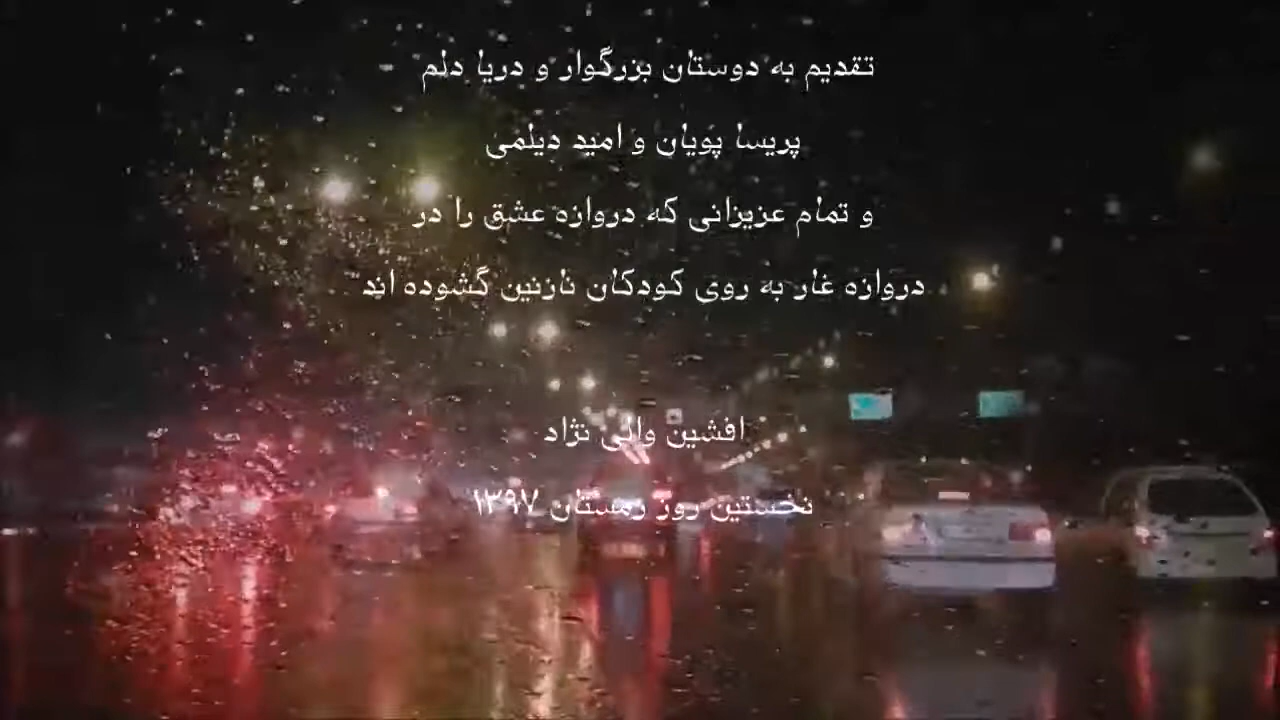 تقدیم به دوستان بزرگوار و دریا دلم
پریسا پویان و امید دیلمی
و تمام عزیزانی که دروازه عشق را در
دروازه غار به روی کودکان نازنین گشوده اند
افشین والی نژاد
نخستین روز زمستان ۱۳۹۷